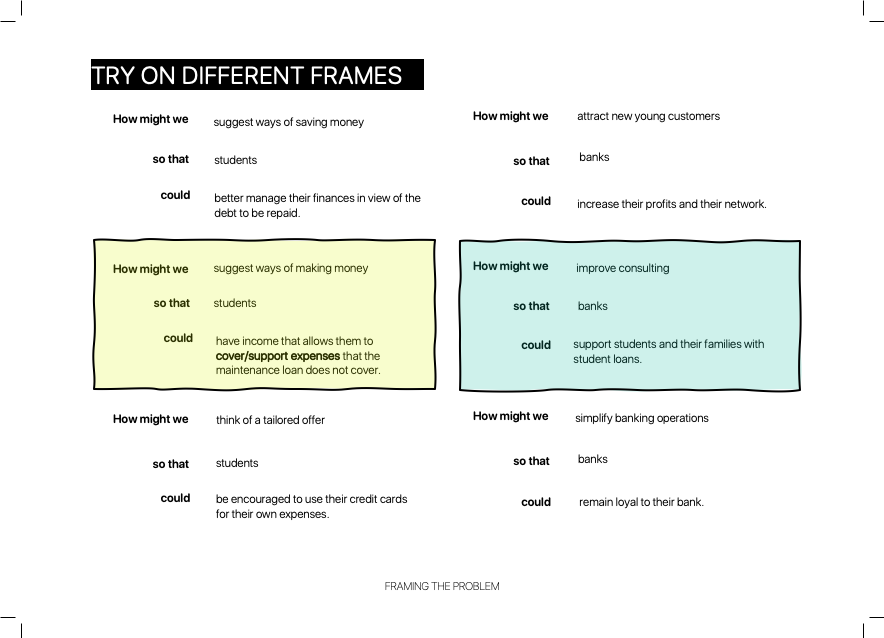 TRY ON DIFFERENT FRAMES
How might we suggest ways of saving money
so that students
could better manage their finances in view of the
debt to be repaid.
How might we suggest ways of making money
so that students
could have income that allows them to
cover/support expenses that the
maintenance loan does not cover.
How might we think of a tailored offer
so that students
could be encouraged to use their credit cards
for their own expenses.
How might we attract new young customers
so that banks
could increase their profits and their network.
How might we improve consulting
so that banks
could support students and their families with
student loans.
How might we simplify banking operations
so that banks
could remain loyal to their bank.
FRAMING THE PROBLEM